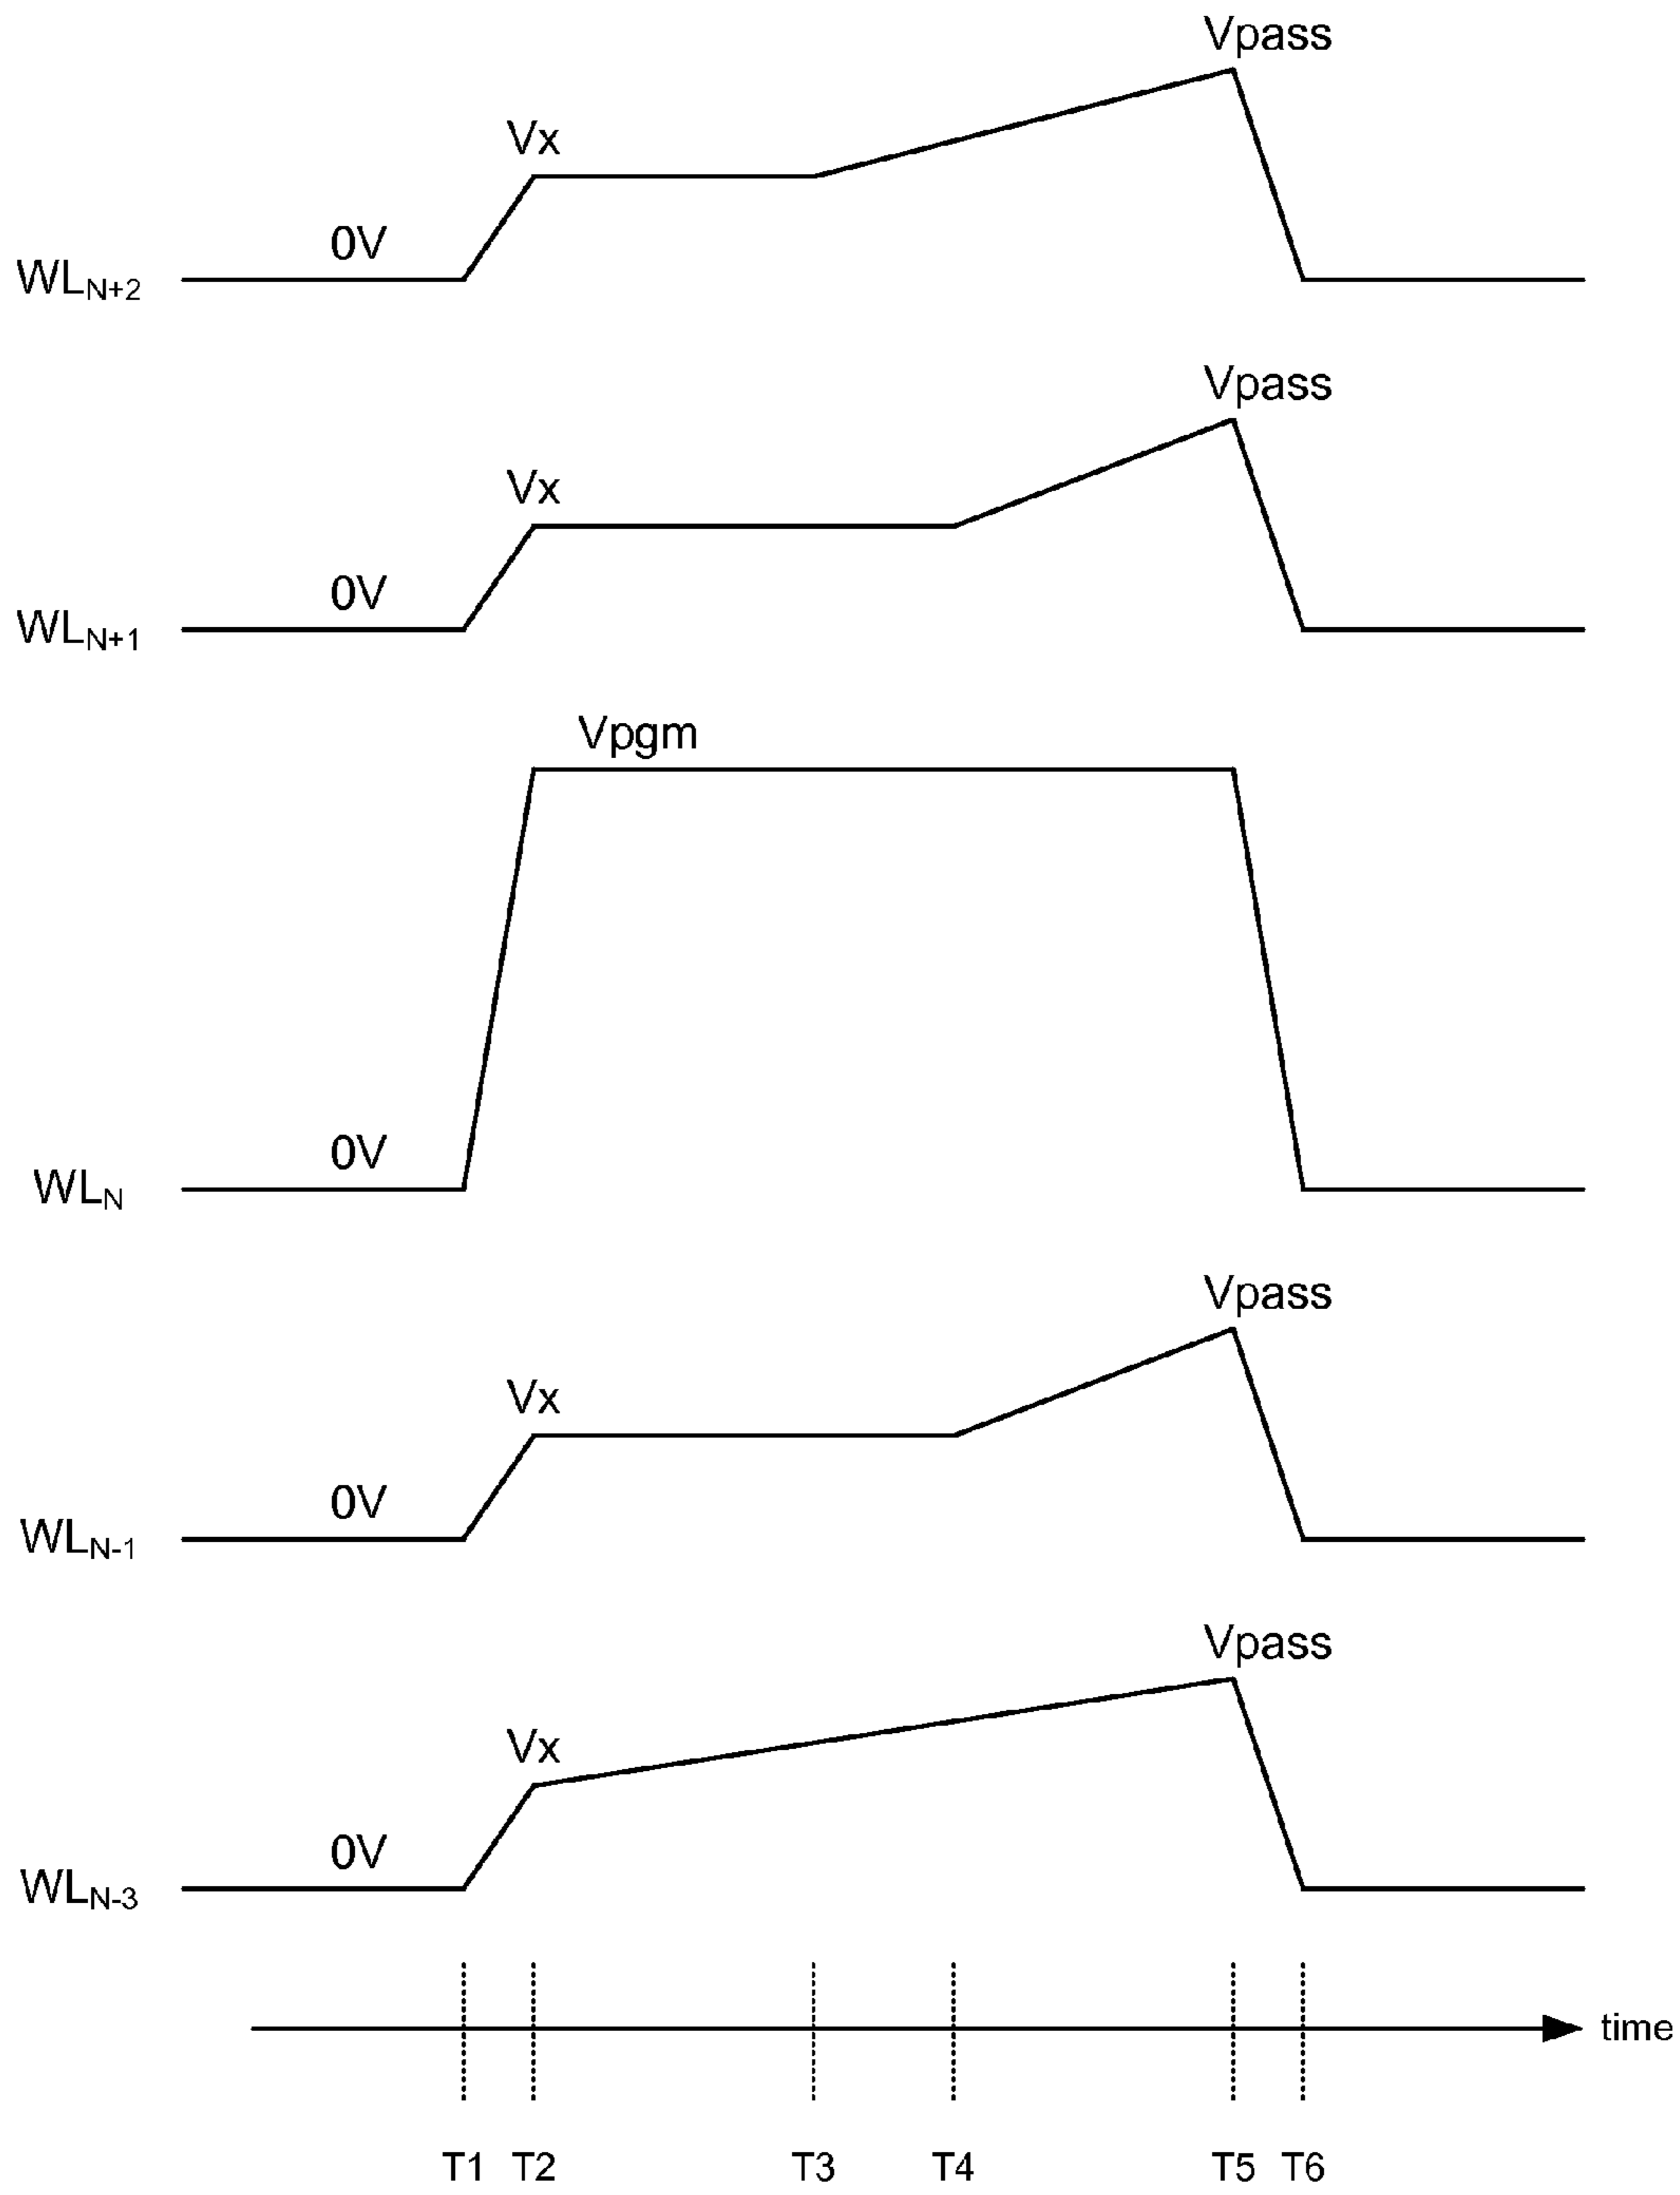 Vpass
Vx
0V
WLN+2
Vpass
Vx
0V
WLN+1
Vpgm
0V
WLN
Vpass
Vx
0V
WLN-1
Vpass
Vx
0V
WLN-3
time
T1 T2 T3 T4 T5 T6